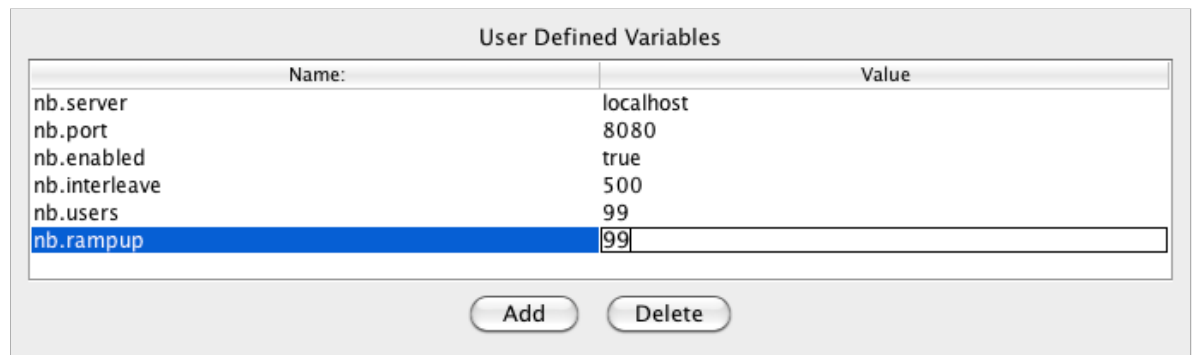 User Defined Variables
Name: Value
nb.server localhost
nb.port 8080
nb.enabled true
nb.interleave 500
nb.users 99
nb.rampup 99
Add Delete